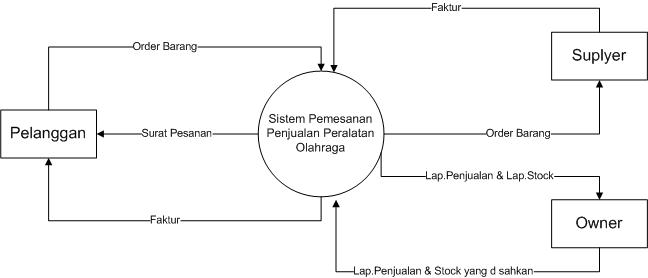 Faktur
Order Barang
Suplyer
Sistem Pemesanan
Penjualan Peralatan
Olahraga
Pelanggan
Surat Pesanan
Order Barang
Lap.Penjualan & Lap.Stock
Faktur
Owner
Lap.Penjualan & Stock yang d sahkan